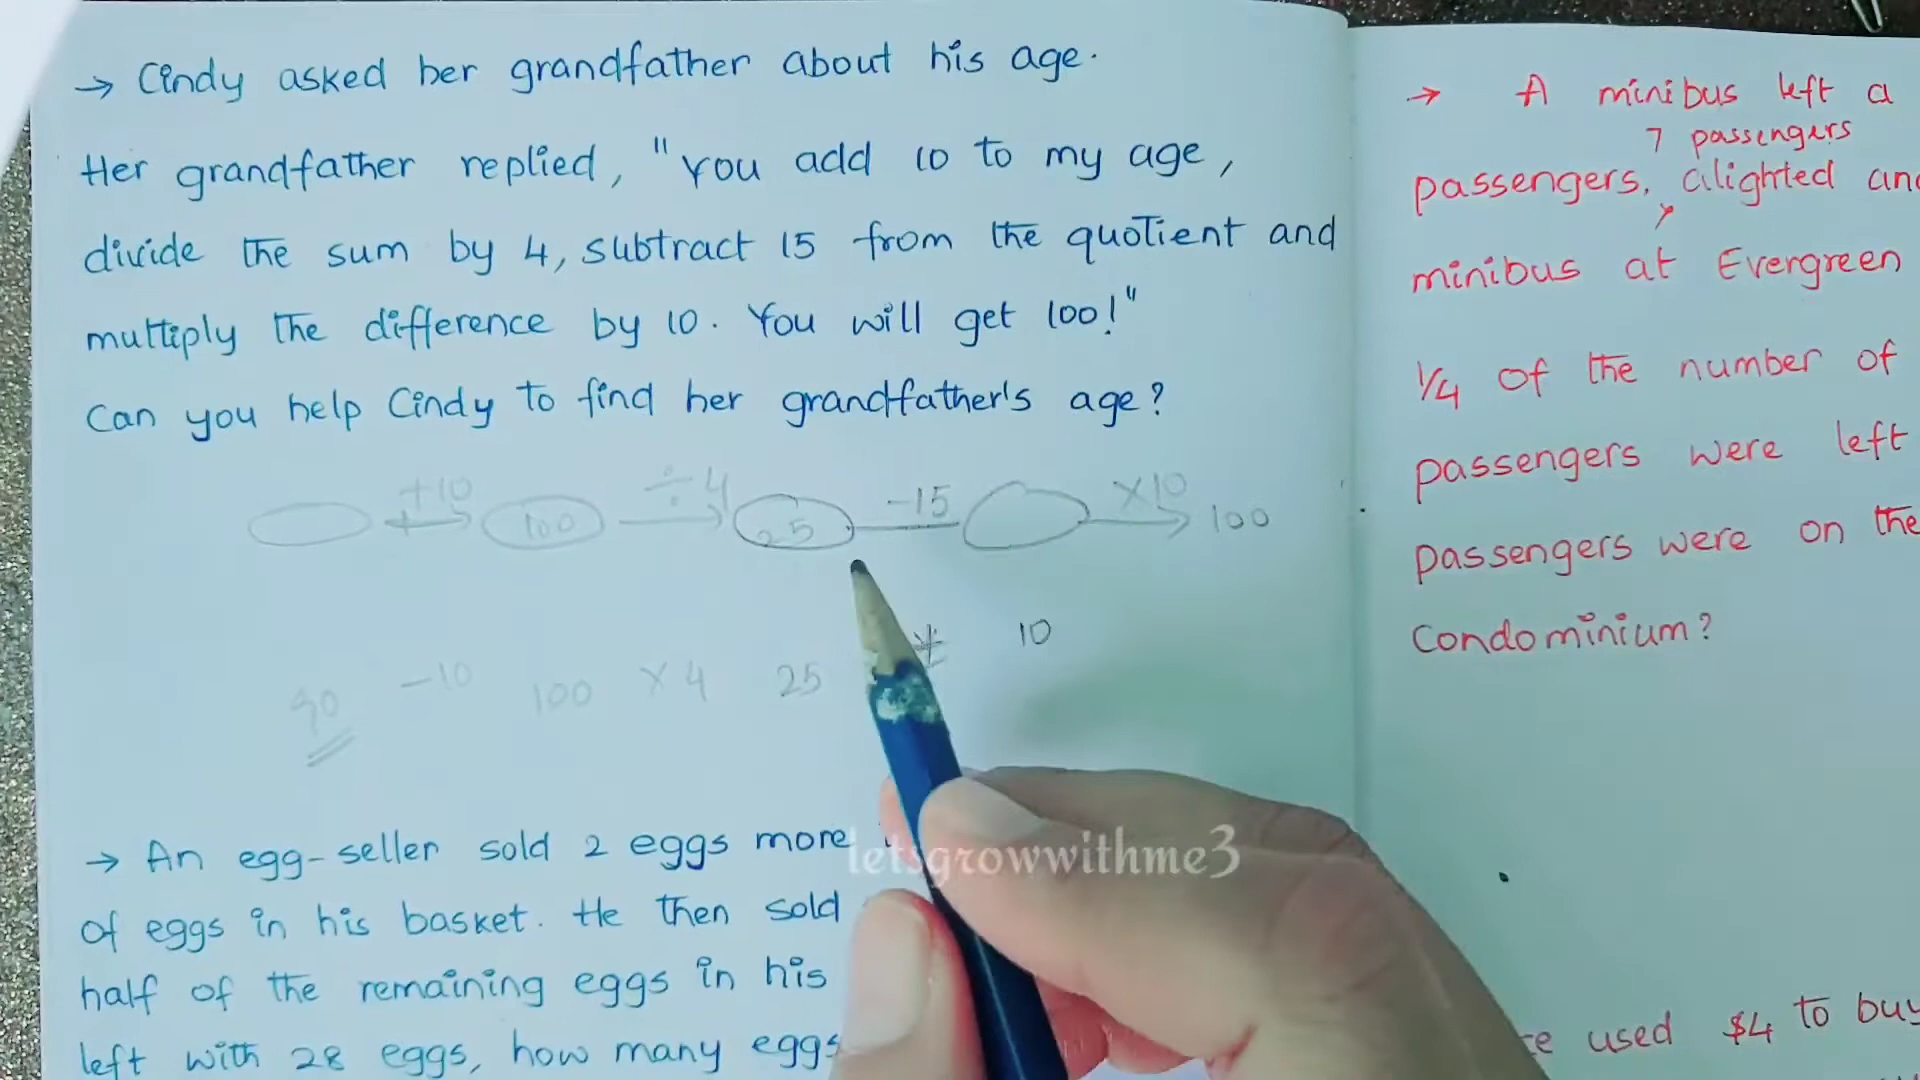 → Cindy asked her grandfather about his age.
Her grandfather replied, "You add 10 to my age,
divide the sum by 4, subtract 15 from the quotient and
multiply the difference by 10. You will get 100!"
Can you help Cindy to find her grandfather's age?
+10 100 ÷4 25 -15 ×10 100
90 -10 100 ×4 25 10
→ An egg-seller sold 2 eggs more
of eggs in his basket. He then sold
half of the remaining eggs in his
left with 28 eggs, how many eggs
letsgrowwithme3
→ A minibus left a
7 passengers
passengers, alighted and
minibus at Evergreen
1/4 of the number of
passengers were left
passengers were on the
Condominium?
used $4 to buy